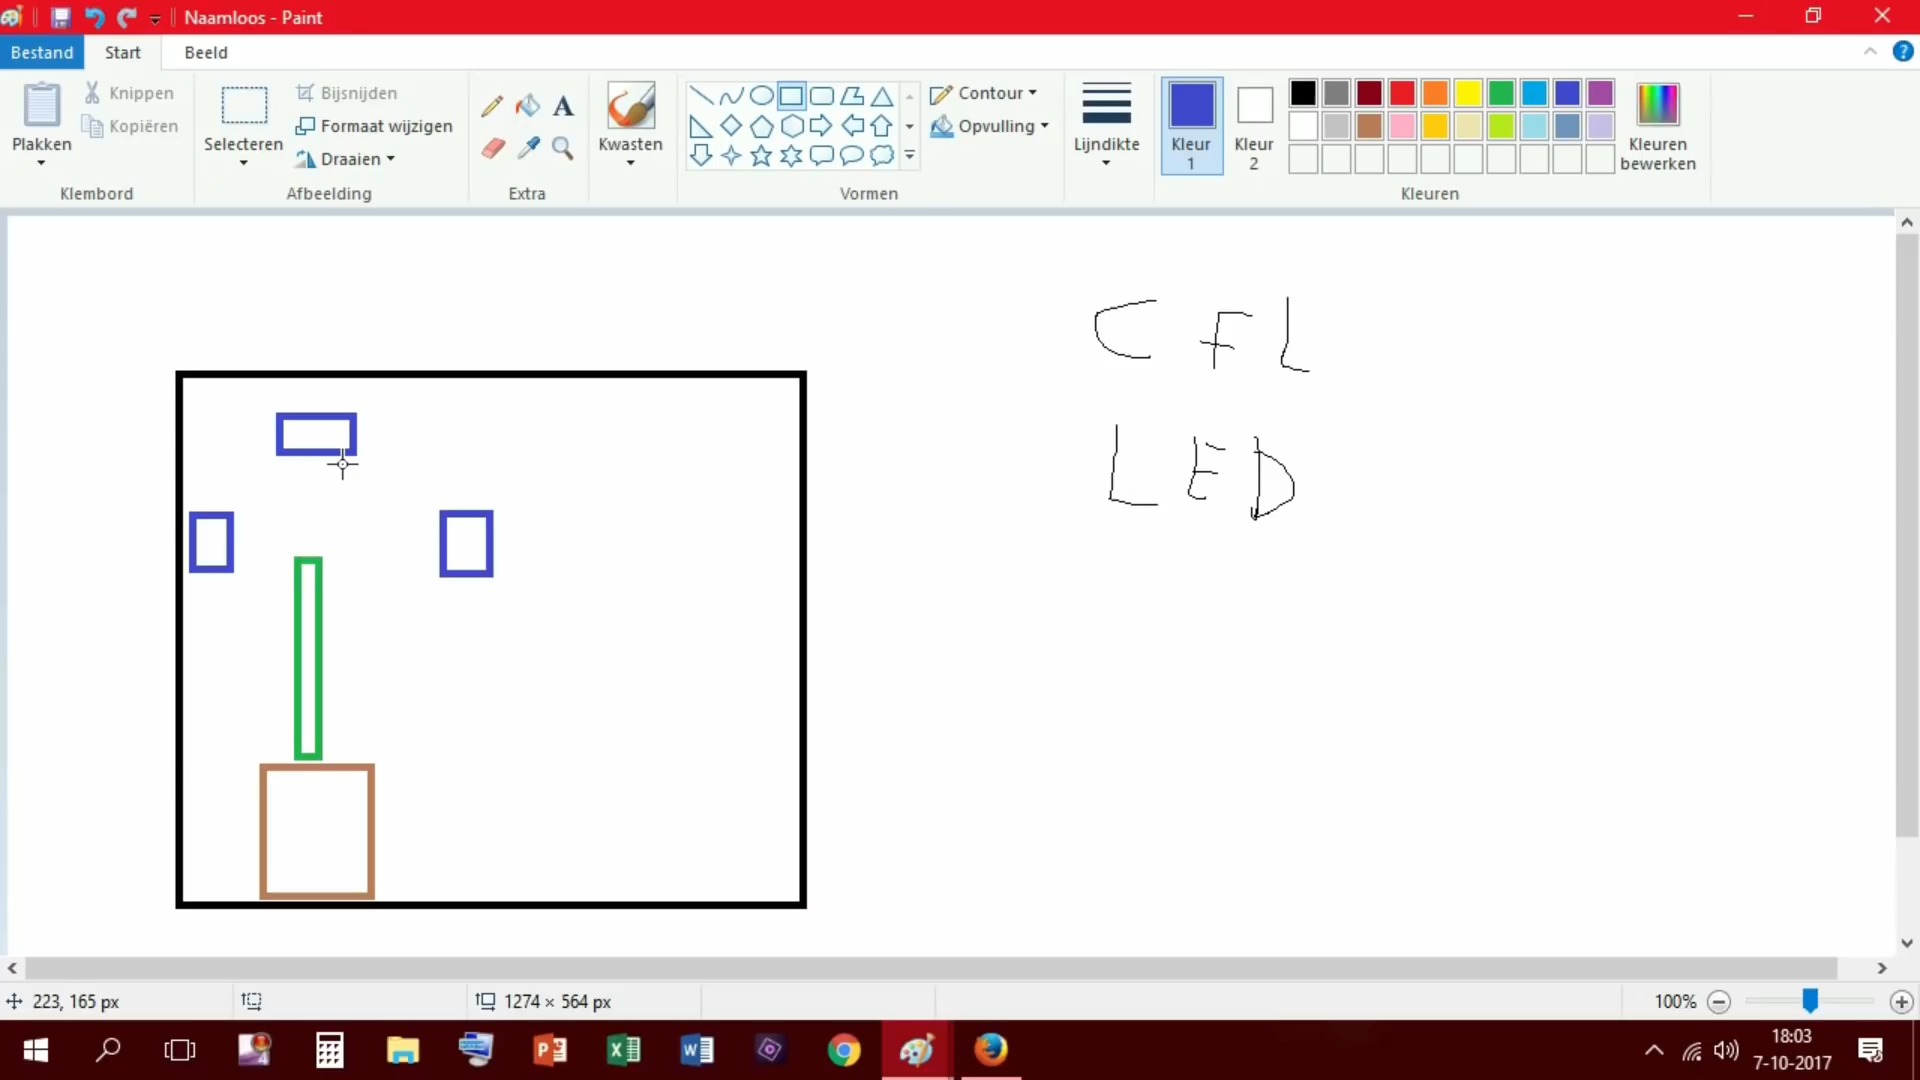 Naamloos - Paint
Bestand Start Beeld
Plakken
Knippen
Kopiëren
Klembord
Selecteren
Bijsnijden
Formaat wijzigen
Draaien
Afbeelding
A
Extra
Kwasten
Vormen
Contour
Opvulling
Lijndikte
Kleur 1
Kleur 2
Kleuren
Kleuren bewerken
CFL
LED
223, 165 px
1274 × 564 px
100%
18:03
7-10-2017